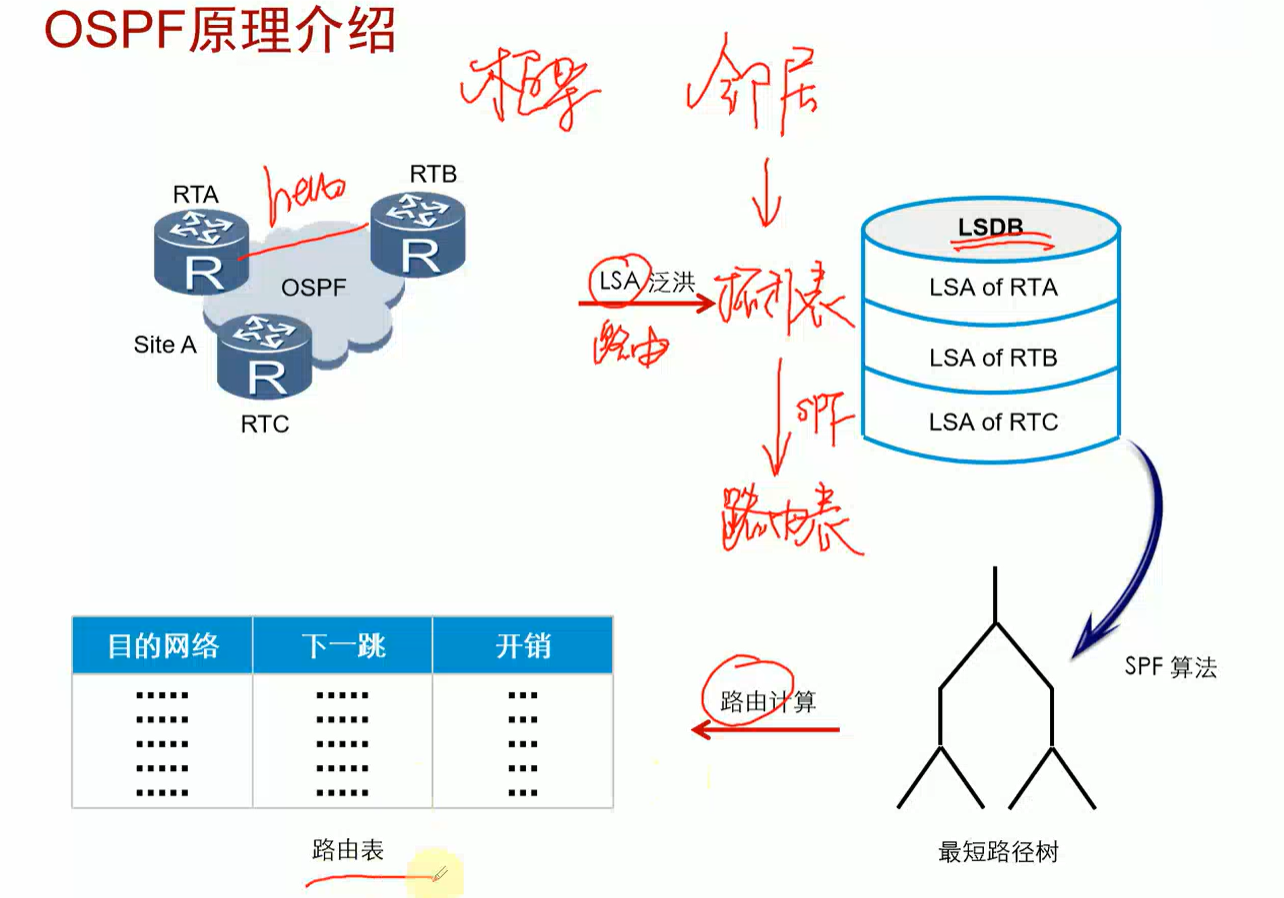 OSPF原理介绍
框架 邻居
RTA
hello
RTB
R
R
OSPF
Site A
R
RTC
LSA 泛洪
路由
拓扑表
SPF
路由表
LSDB
LSA of RTA
LSA of RTB
LSA of RTC
SPF 算法
目的网络 下一跳 开销
路由计算
路由表
最短路径树